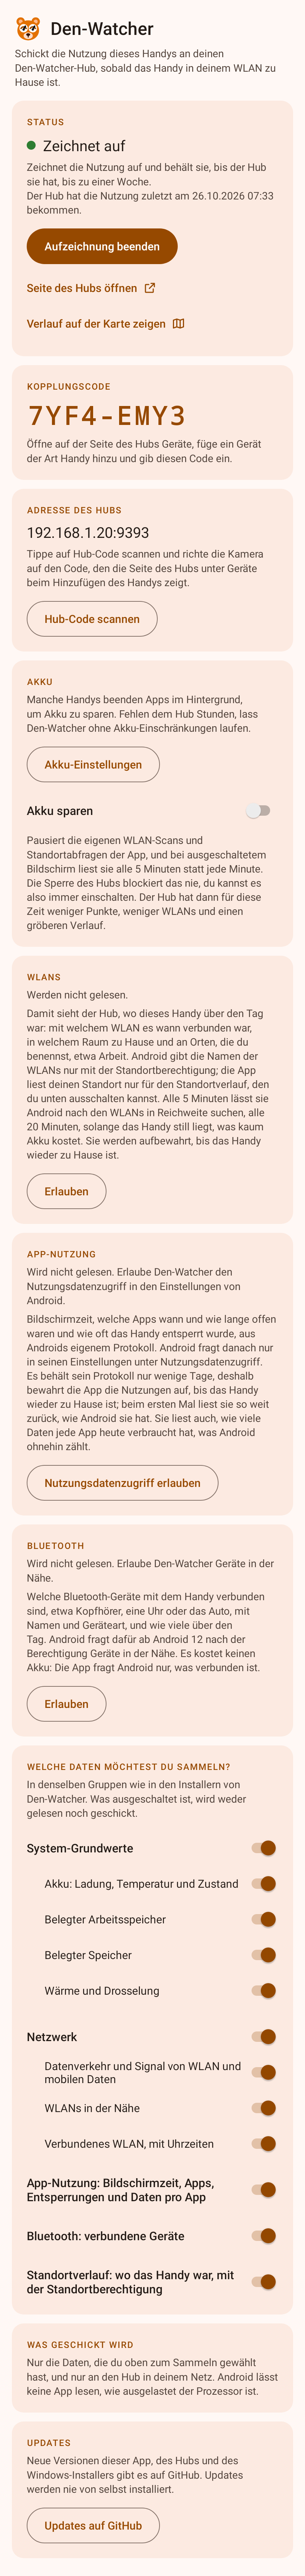 Den-Watcher
Schickt die Nutzung dieses Handys an deinen
Den-Watcher-Hub, sobald das Handy in deinem WLAN zu
Hause ist.
STATUS
Zeichnet auf
Zeichnet die Nutzung auf und behält sie, bis der Hub
sie hat, bis zu einer Woche.
Der Hub hat die Nutzung zuletzt am 26.10.2026 07:33
bekommen.
Aufzeichnung beenden
Seite des Hubs öffnen
Verlauf auf der Karte zeigen
KOPPLUNGSCODE
7YF4-EMY3
Öffne auf der Seite des Hubs Geräte, füge ein Gerät
der Art Handy hinzu und gib diesen Code ein.
ADRESSE DES HUBS
192.168.1.20:9393
Tippe auf Hub-Code scannen und richte die Kamera
auf den Code, den die Seite des Hubs unter Geräte
beim Hinzufügen des Handys zeigt.
Hub-Code scannen
AKKU
Manche Handys beenden Apps im Hintergrund,
um Akku zu sparen. Fehlen dem Hub Stunden, lass
Den-Watcher ohne Akku-Einschränkungen laufen.
Akku-Einstellungen
Akku sparen
Pausiert die eigenen WLAN-Scans und
Standortabfragen der App, und bei ausgeschaltetem
Bildschirm liest sie alle 5 Minuten statt jede Minute.
Die Sperre des Hubs blockiert das nie, du kannst es
also immer einschalten. Der Hub hat dann für diese
Zeit weniger Punkte, weniger WLANs und einen
gröberen Verlauf.
WLANS
Werden nicht gelesen.
Damit sieht der Hub, wo dieses Handy über den Tag
war: mit welchem WLAN es wann verbunden war,
in welchem Raum zu Hause und an Orten, die du
benennst, etwa Arbeit. Android gibt die Namen der
WLANs nur mit der Standortberechtigung; die App
liest deinen Standort nur für den Standortverlauf, den
du unten ausschalten kannst. Alle 5 Minuten lässt sie
Android nach den WLANs in Reichweite suchen, alle
20 Minuten, solange das Handy still liegt, was kaum
Akku kostet. Sie werden aufbewahrt, bis das Handy
wieder zu Hause ist.
Erlauben
APP-NUTZUNG
Wird nicht gelesen. Erlaube Den-Watcher den
Nutzungsdatenzugriff in den Einstellungen von
Android.
Bildschirmzeit, welche Apps wann und wie lange offen
waren und wie oft das Handy entsperrt wurde, aus
Androids eigenem Protokoll. Android fragt danach nur
in seinen Einstellungen unter Nutzungsdatenzugriff.
Es behält sein Protokoll nur wenige Tage, deshalb
bewahrt die App die Nutzungen auf, bis das Handy
wieder zu Hause ist; beim ersten Mal liest sie so weit
zurück, wie Android sie hat. Sie liest auch, wie viele
Daten jede App heute verbraucht hat, was Android
ohnehin zählt.
Nutzungsdatenzugriff erlauben
BLUETOOTH
Wird nicht gelesen. Erlaube Den-Watcher Geräte in der
Nähe.
Welche Bluetooth-Geräte mit dem Handy verbunden
sind, etwa Kopfhörer, eine Uhr oder das Auto, mit
Namen und Geräteart, und wie viele über den
Tag. Android fragt dafür ab Android 12 nach der
Berechtigung Geräte in der Nähe. Es kostet keinen
Akku: Die App fragt Android nur, was verbunden ist.
Erlauben
WELCHE DATEN MÖCHTEST DU SAMMELN?
In denselben Gruppen wie in den Installern von
Den-Watcher. Was ausgeschaltet ist, wird weder
gelesen noch geschickt.
System-Grundwerte
Akku: Ladung, Temperatur und Zustand
Belegter Arbeitsspeicher
Belegter Speicher
Wärme und Drosselung
Netzwerk
Datenverkehr und Signal von WLAN und
mobilen Daten
WLANs in der Nähe
Verbundenes WLAN, mit Uhrzeiten
App-Nutzung: Bildschirmzeit, Apps,
Entsperrungen und Daten pro App
Bluetooth: verbundene Geräte
Standortverlauf: wo das Handy war, mit
der Standortberechtigung
WAS GESCHICKT WIRD
Nur die Daten, die du oben zum Sammeln gewählt
hast, und nur an den Hub in deinem Netz. Android lässt
keine App lesen, wie ausgelastet der Prozessor ist.
UPDATES
Neue Versionen dieser App, des Hubs und des
Windows-Installers gibt es auf GitHub. Updates
werden nie von selbst installiert.
Updates auf GitHub